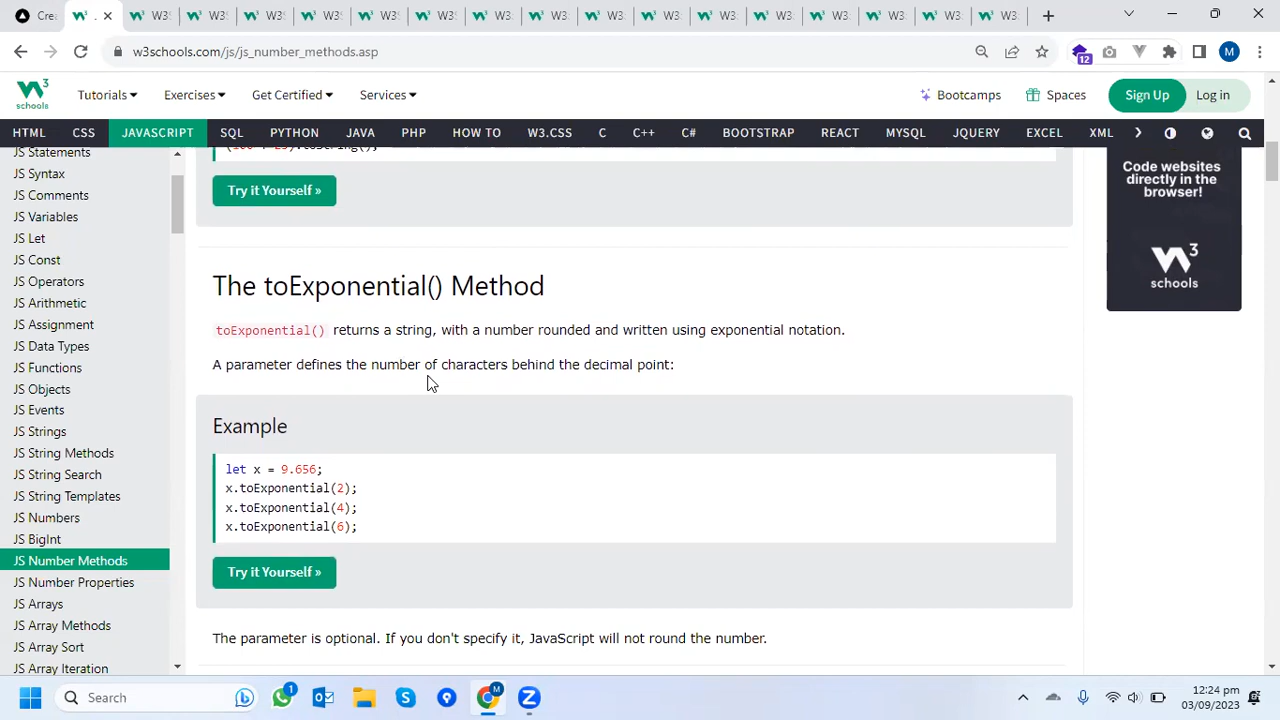 Cre
W3S
w3schools.com/js/js_number_methods.asp
12
M
W3 schools
Tutorials
Exercises
Get Certified
Services
Bootcamps
Spaces
Sign Up
Log in
HTML CSS JAVASCRIPT SQL PYTHON JAVA PHP HOW TO W3.CSS C C++ C# BOOTSTRAP REACT MYSQL JQUERY EXCEL XML
JS Statements
JS Syntax
JS Comments
JS Variables
JS Let
JS Const
JS Operators
JS Arithmetic
JS Assignment
JS Data Types
JS Functions
JS Objects
JS Events
JS Strings
JS String Methods
JS String Search
JS String Templates
JS Numbers
JS BigInt
JS Number Methods
JS Number Properties
JS Arrays
JS Array Methods
JS Array Sort
JS Array Iteration
Try it Yourself »
The toExponential() Method
toExponential() returns a string, with a number rounded and written using exponential notation.
A parameter defines the number of characters behind the decimal point:
Example
let x = 9.656;
x.toExponential(2);
x.toExponential(4);
x.toExponential(6);
Try it Yourself »
The parameter is optional. If you don't specify it, JavaScript will not round the number.
Code websites
directly in the
browser!
W3 schools
Search
1
M
12:24 pm
03/09/2023